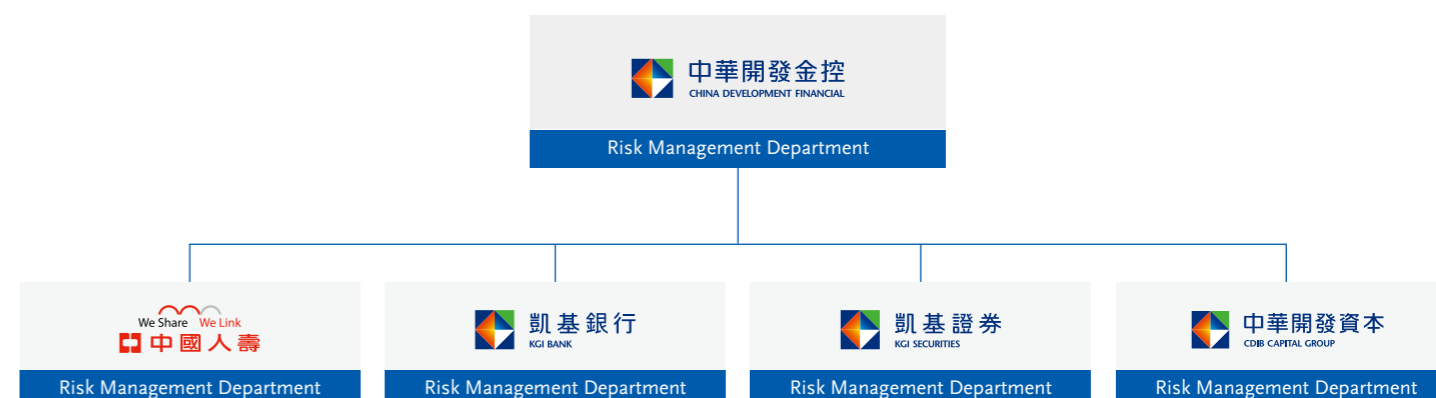 中華開發金控
CHINA DEVELOPMENT FINANCIAL
Risk Management Department
We Share We Link
中國人壽
Risk Management Department
凱基銀行
KGI BANK
Risk Management Department
凱基證券
KGI SECURITIES
Risk Management Department
中華開發資本
CDIB CAPITAL GROUP
Risk Management Department